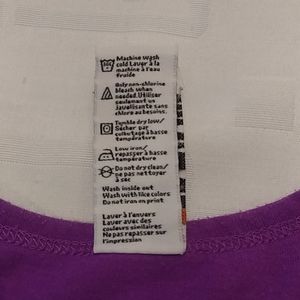 Machine wash
cold Laver à la
machine à l'eau
froide
Only non-chlorine
bleach when
needed. Utiliser
seulement un
javelisante sans
chlore au besoins.
Tumble dry low/
Sécher par
culbutage à basse
température
Low iron/
repasser à basse
température
Do not dry clean/
ne pas nettoyer
à sec
Wash inside out
Wash with like colors
Do not iron on print
Laver à l'envers
Laver avec des
couleurs similaires
Ne pas repasser sur
l'impression